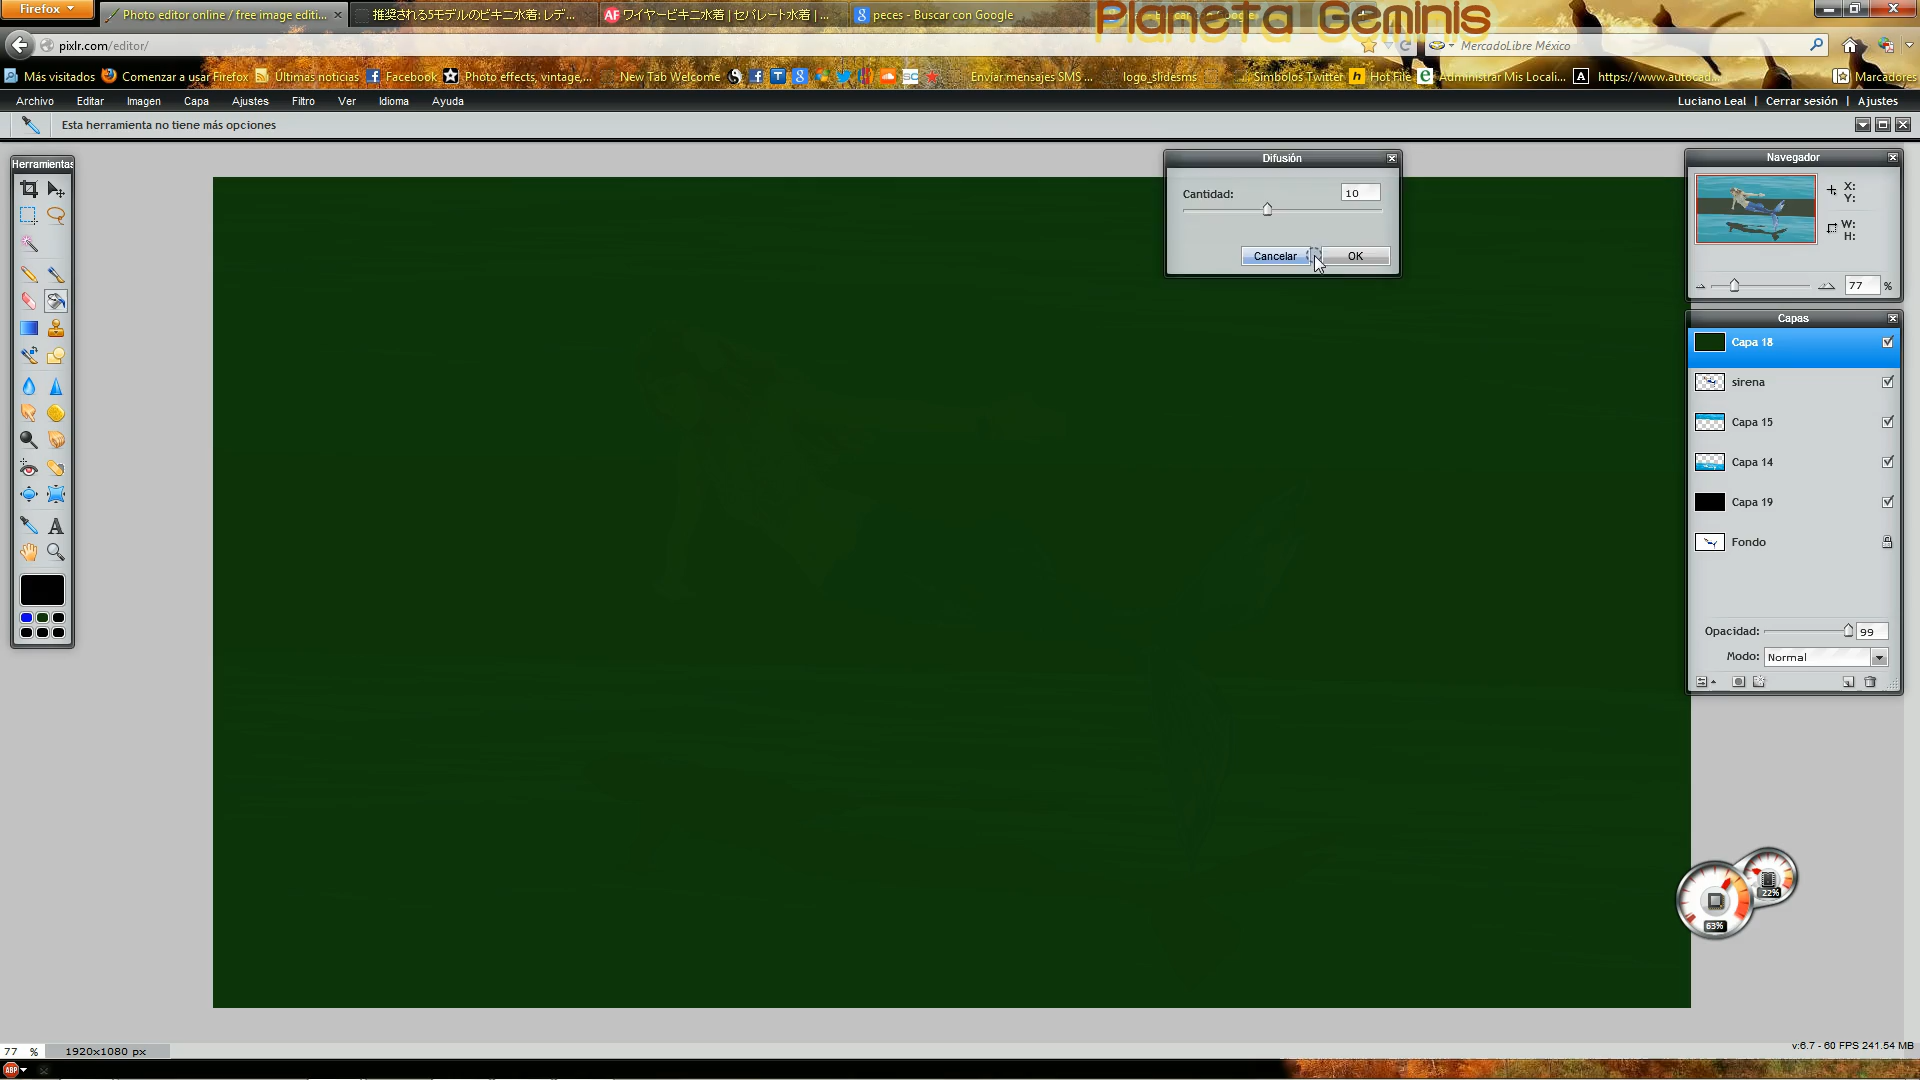 Firefox
Photo editor online / free image editi...
推奨される5モデルのビキニ水着: レデ...
ワイヤービキニ水着 | セパレート水着 | ...
peces - Buscar con Google
Planeta Geminis
pixlr.com/editor/
MercadoLibre México
Más visitados
Comenzar a usar Firefox
Últimas noticias
Facebook
Photo effects, vintage,...
New Tab Welcome
Enviar mensajes SMS ...
logo_slidesms
Simbolos Twitter
Hot File
Administrar Mis Locali...
https://www.autocad...
Marcadores
Archivo
Editar
Imagen
Capa
Ajustes
Filtro
Ver
Idioma
Ayuda
Luciano Leal | Cerrar sesión | Ajustes
Esta herramienta no tiene más opciones
Herramientas
Difusión
Cantidad:
10
Cancelar
OK
Navegador
X:
Y:
W:
H:
77 %
Capas
Capa 18
sirena
Capa 15
Capa 14
Capa 19
Fondo
Opacidad:
99
Modo:
Normal
22%
63%
77 %
1920x1080 px
v:6.7 - 60 FPS 241.54 MB
ABP